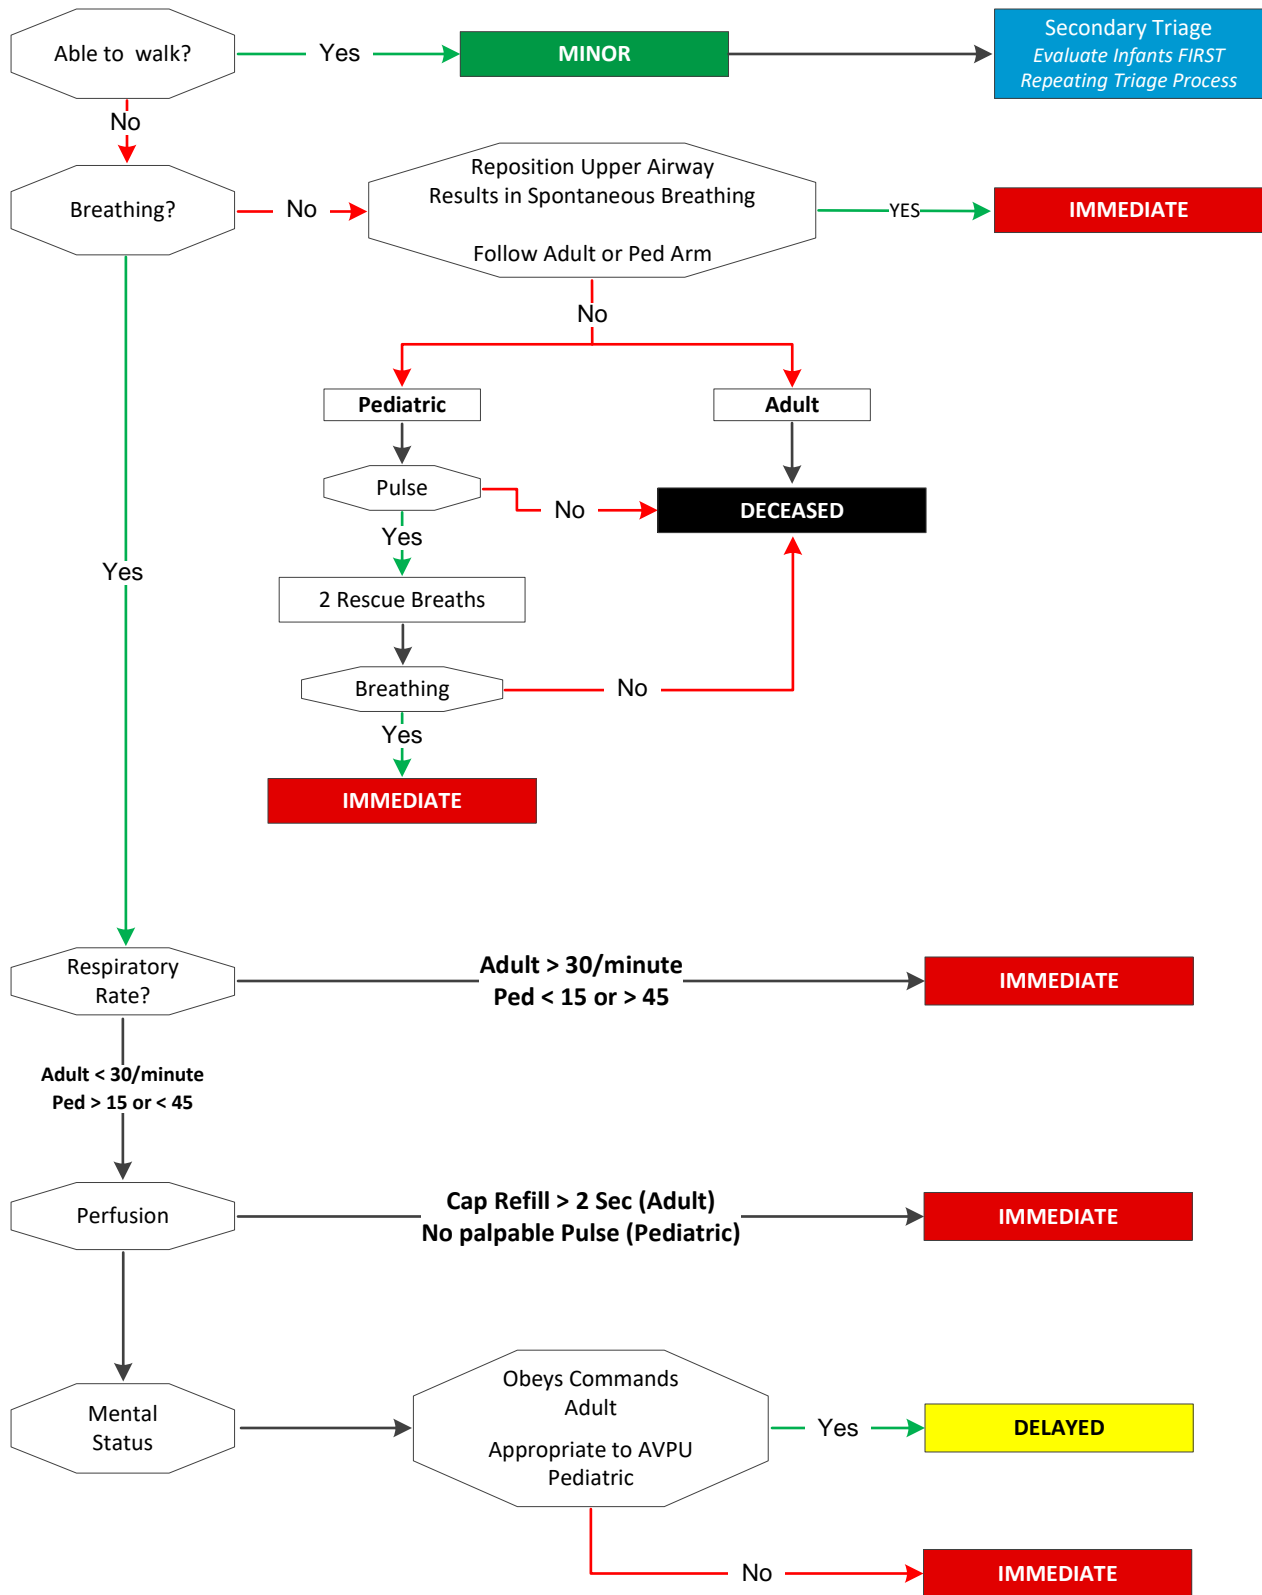 Able to walk?
Yes
MINOR
Secondary Triage
Evaluate Infants FIRST
Repeating Triage Process
No
Breathing?
No
Reposition Upper Airway
Results in Spontaneous Breathing
Follow Adult or Ped Arm
YES
IMMEDIATE
No
Pediatric
Adult
Pulse
No
DECEASED
Yes
Yes
2 Rescue Breaths
Breathing
No
Yes
IMMEDIATE
Respiratory
Rate?
Adult > 30/minute
Ped < 15 or > 45
IMMEDIATE
Adult < 30/minute
Ped > 15 or < 45
Perfusion
Cap Refill > 2 Sec (Adult)
No palpable Pulse (Pediatric)
IMMEDIATE
Mental
Status
Obeys Commands
Adult
Appropriate to AVPU
Pediatric
Yes
DELAYED
No
IMMEDIATE